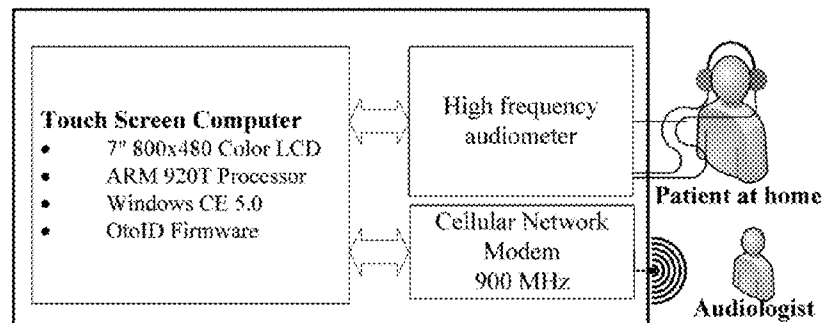 Touch Screen Computer
• 7" 800x480 Color LCD
• ARM 920T Processor
• Windows CE 5.0
• OtoID Firmware
High frequency
audiometer
Cellular Network
Modem
900 MHz
Patient at home
Audiologist